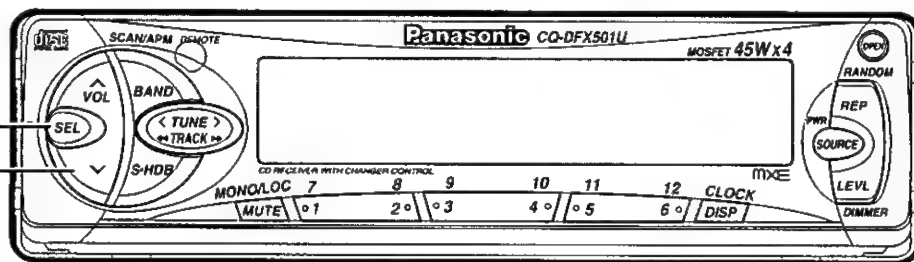 DISC
SCAN/APM
REMOTE
Panasonic CQ-DFX501U
MOSFET 45W x 4
OPEN
RANDOM
VOL
BAND
REP
SEL
< TUNE >
TRACK
PWR
SOURCE
S·HDB
LEVL
CD RECEIVER WITH CHANGER CONTROL
MXE
MONO/LOC 7 8 9 10 11 12 CLOCK
MUTE 1 2 3 4 5 6 DISP
DIMMER